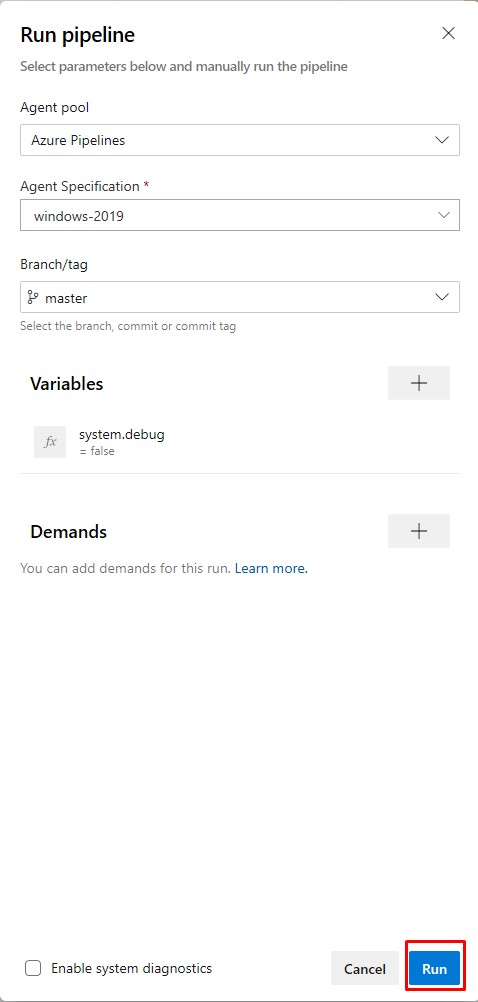 Run pipeline
Select parameters below and manually run the pipeline
Agent pool
Azure Pipelines
Agent Specification *
windows-2019
Branch/tag
master
Select the branch, commit or commit tag
Variables
fx
system.debug
= false
Demands
You can add demands for this run. Learn more.
Enable system diagnostics
Cancel
Run